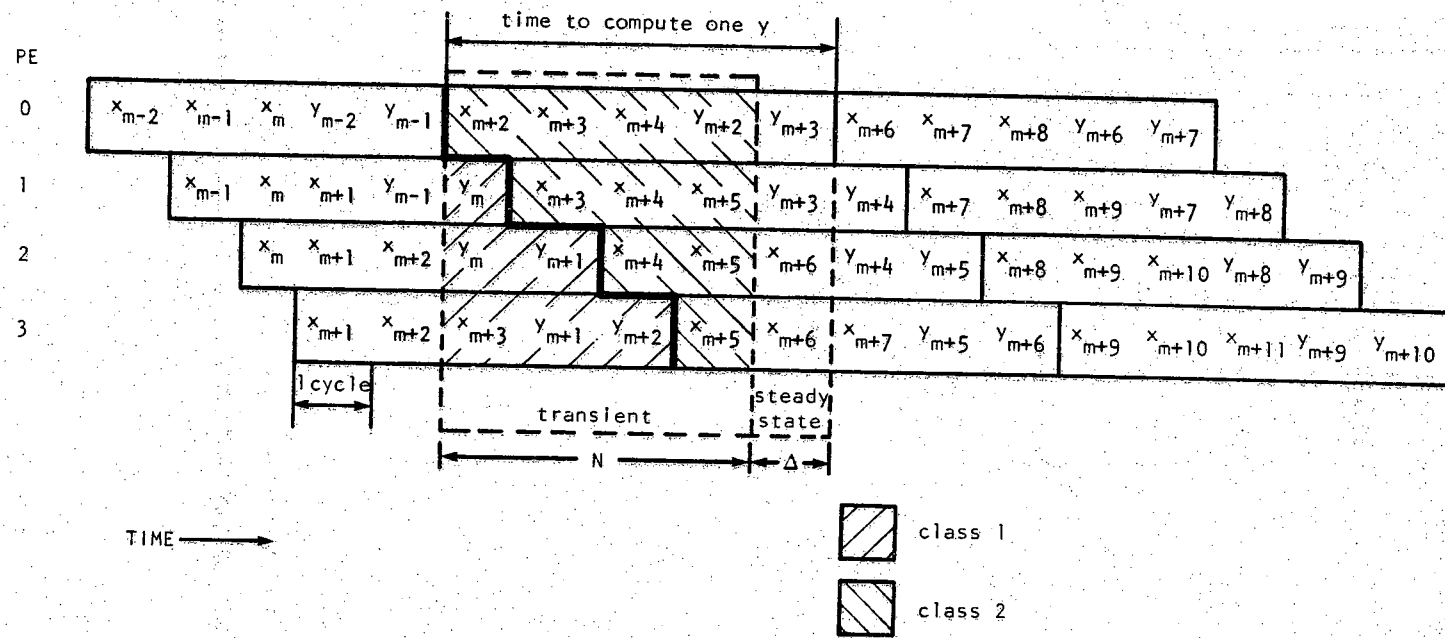 time to compute one y
PE
0 x_{m-2} x_{m-1} x_m y_{m-2} y_{m-1} x_{m+2} x_{m+3} x_{m+4} y_{m+2} y_{m+3} x_{m+6} x_{m+7} x_{m+8} y_{m+6} y_{m+7}
1 x_{m-1} x_m x_{m+1} y_{m-1} y_m x_{m+3} x_{m+4} x_{m+5} y_{m+3} y_{m+4} x_{m+7} x_{m+8} x_{m+9} y_{m+7} y_{m+8}
2 x_m x_{m+1} x_{m+2} y_m y_{m+1} x_{m+4} x_{m+5} x_{m+6} y_{m+4} y_{m+5} x_{m+8} x_{m+9} x_{m+10} y_{m+8} y_{m+9}
3 x_{m+1} x_{m+2} x_{m+3} y_{m+1} y_{m+2} x_{m+5} x_{m+6} x_{m+7} y_{m+5} y_{m+6} x_{m+9} x_{m+10} x_{m+11} y_{m+9} y_{m+10}
1cycle
transient
steady
state
N
Δ
TIME
class 1
class 2